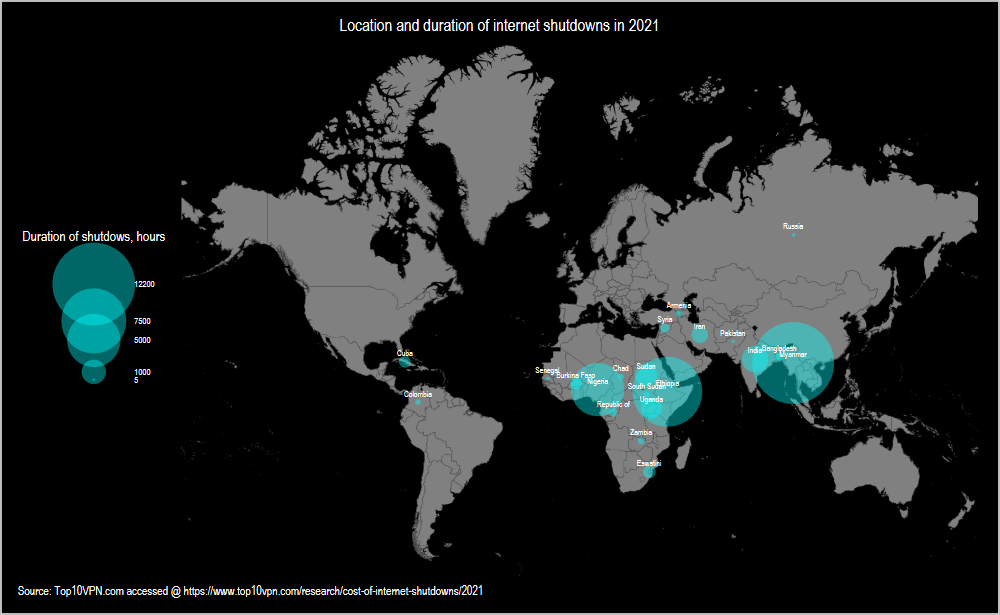 Location and duration of internet shutdowns in 2021
Russia
Duration of shutdows, hours
12200
7500
5000
1000
5
Armenia
Syria
Iran
Pakistan
India
Bangladesh
Myanmar
Cuba
Colombia
Senegal
Burkina Faso
Nigeria
Chad
Sudan
South Sudan
Ethiopia
Uganda
Republic of
Zambia
Eswatini
Source: Top10VPN.com accessed @ https://www.top10vpn.com/research/cost-of-internet-shutdowns/2021